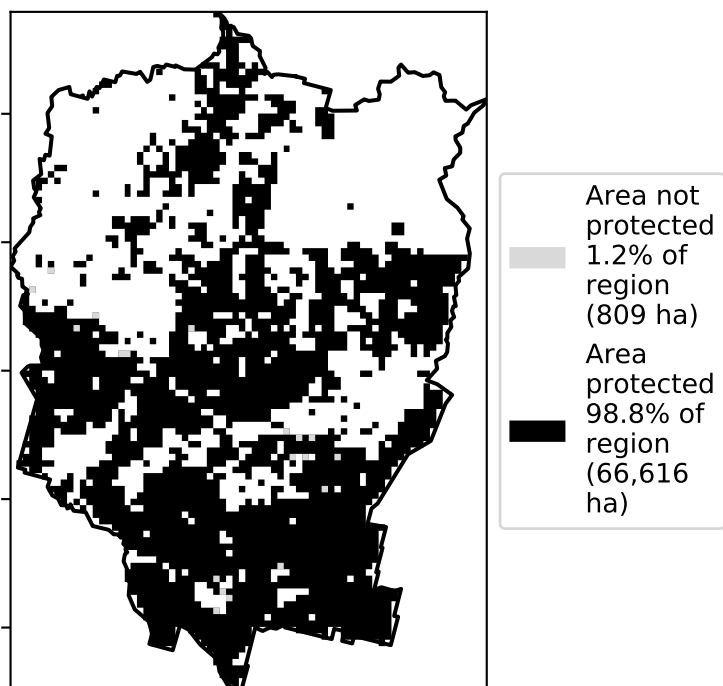 Area not
protected
1.2% of
region
(809 ha)
Area
protected
98.8% of
region
(66,616
ha)